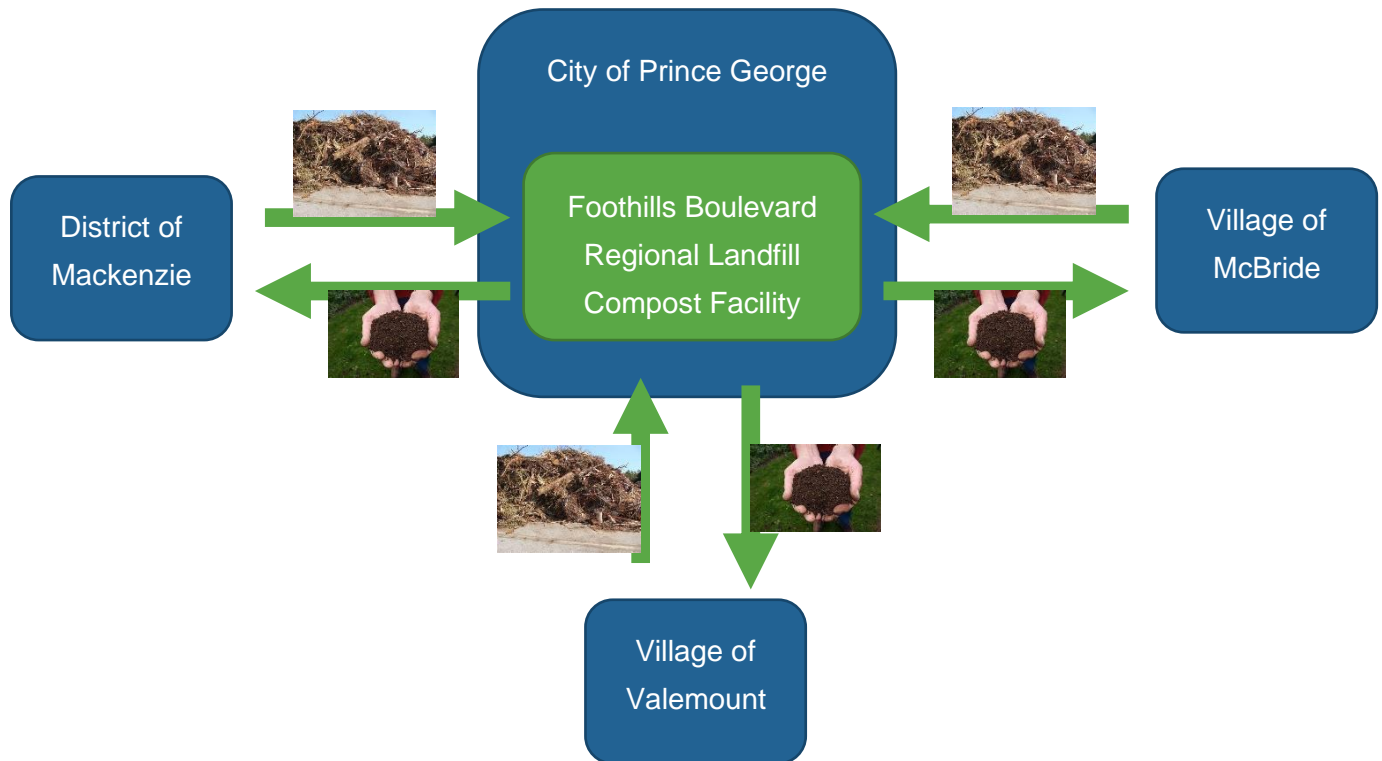 City of Prince George
District of
Mackenzie
Foothills Boulevard
Regional Landfill
Compost Facility
Village of
McBride
Village of
Valemount